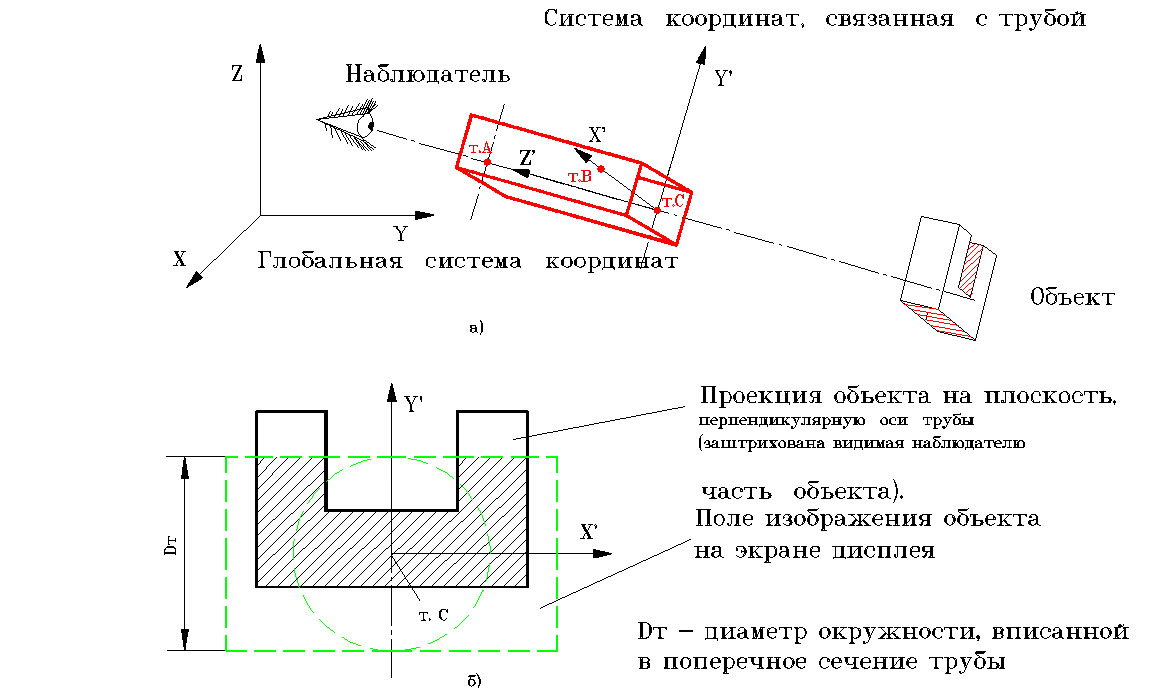 Система координат, связанная с трубой
Z
Наблюдатель
Y'
X'
т.А
Z'
т.В
т.С
Y
X
Глобальная система координат
Объект
а)
Y'
Проекция объекта на плоскость,
перпендикулярную оси трубы
(заштрихована видимая наблюдателю
часть объекта).
Поле изображения объекта
на экране дисплея
X'
Dт
т. С
Dт – диаметр окружности, вписанной
в поперечное сечение трубы
б)